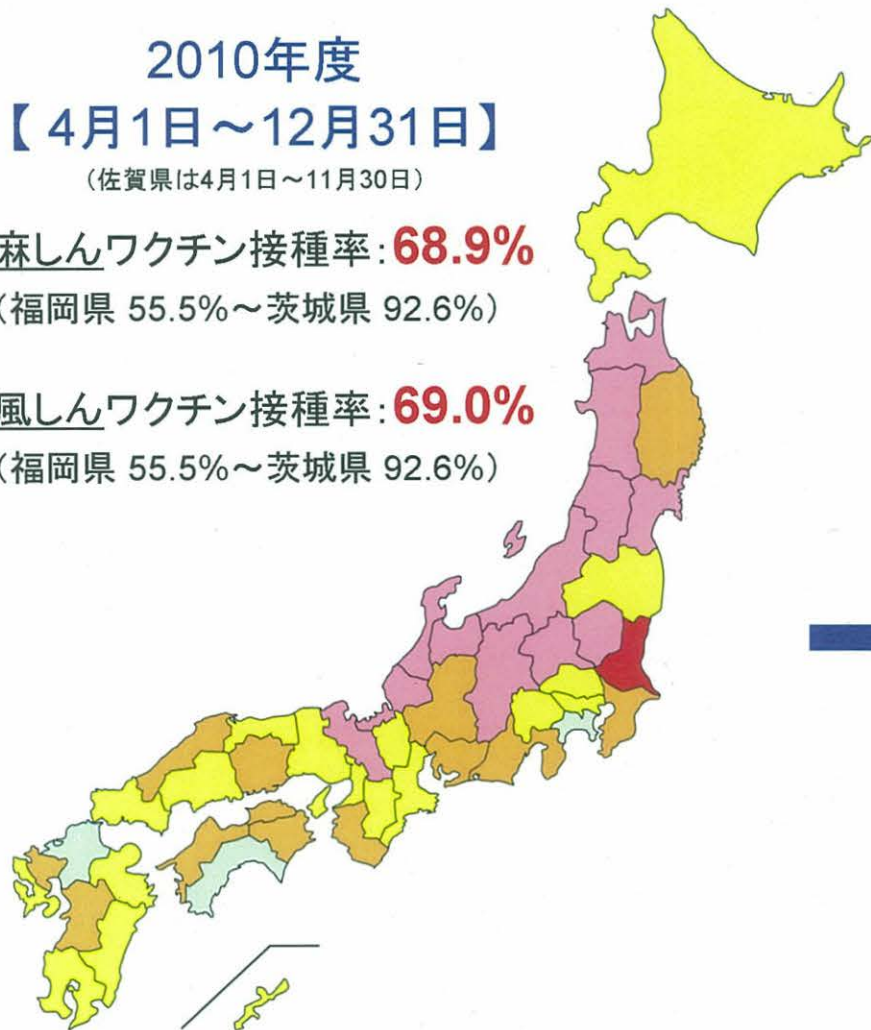 2010年度
【 4月1日～12月31日】
（佐賀県は4月1日～11月30日）
麻しんワクチン接種率：68.9%
（福岡県 55.5%～茨城県 92.6%）
風しんワクチン接種率：69.0%
（福岡県 55.5%～茨城県 92.6%）